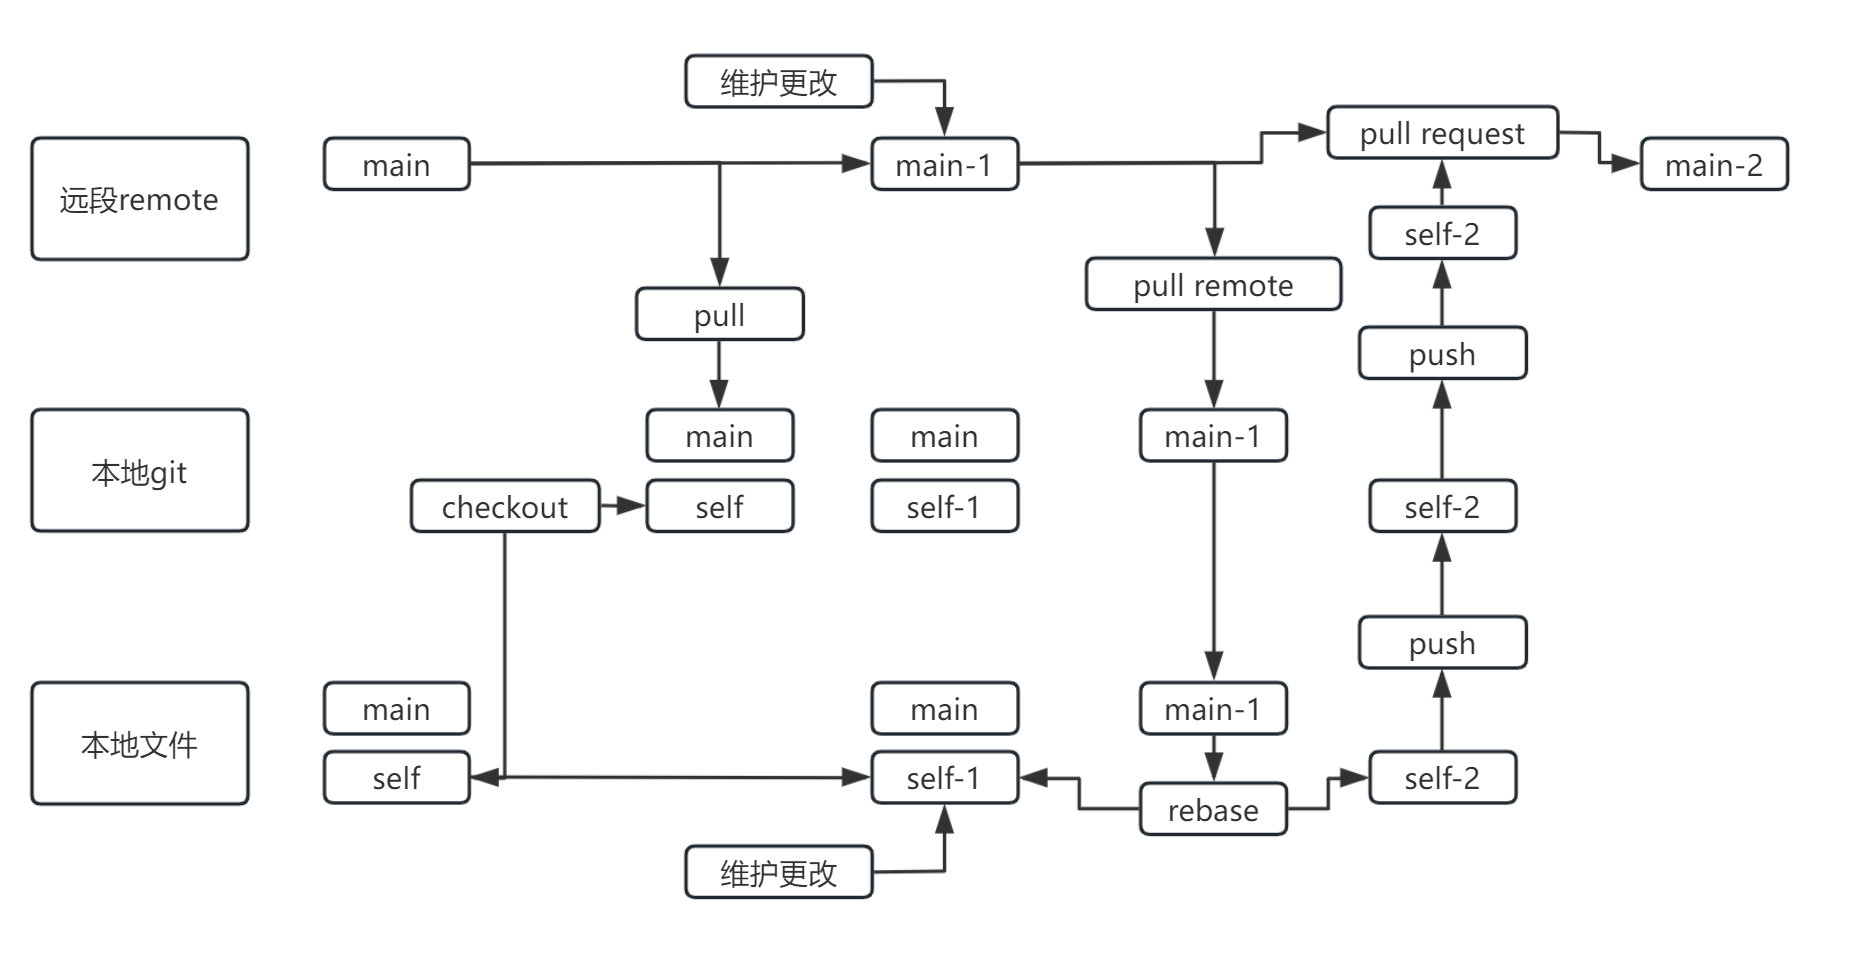 维护更改
pull request
远段remote
main
main-1
main-2
self-2
pull remote
pull
push
本地git
main
main
main-1
checkout
self
self-1
self-2
push
本地文件
main
main
main-1
self
self-1
rebase
self-2
维护更改